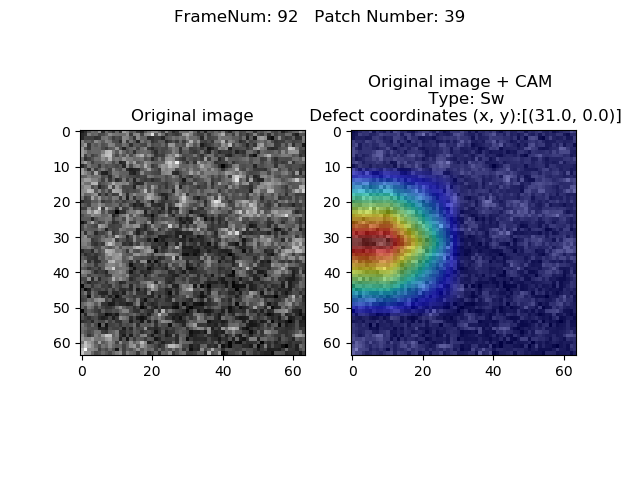 FrameNum: 92   Patch Number: 39
Original image
Original image + CAM
Type: Sw
Defect coordinates (x, y):[(31.0, 0.0)]
0
10
20
30
40
50
60
0 20 40 60
0
10
20
30
40
50
60
0 20 40 60